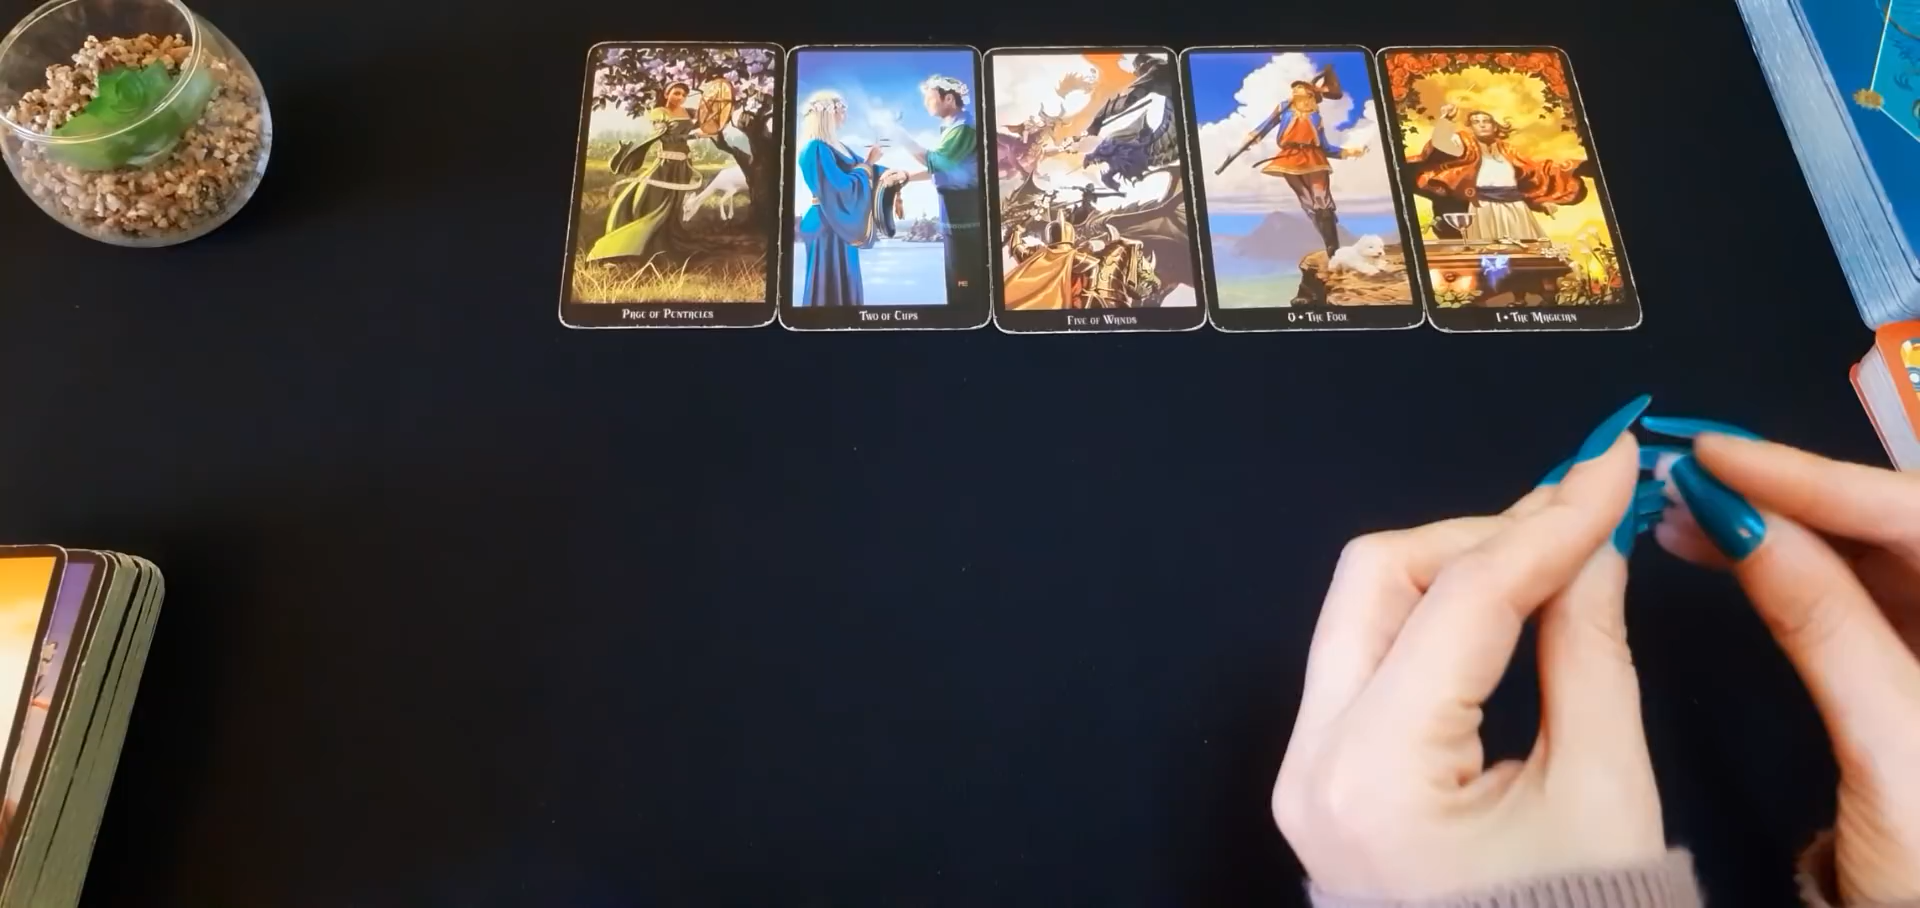 Page of Pentacles
Two of Cups
Five of Wands
0 • The Fool
I • The Magician